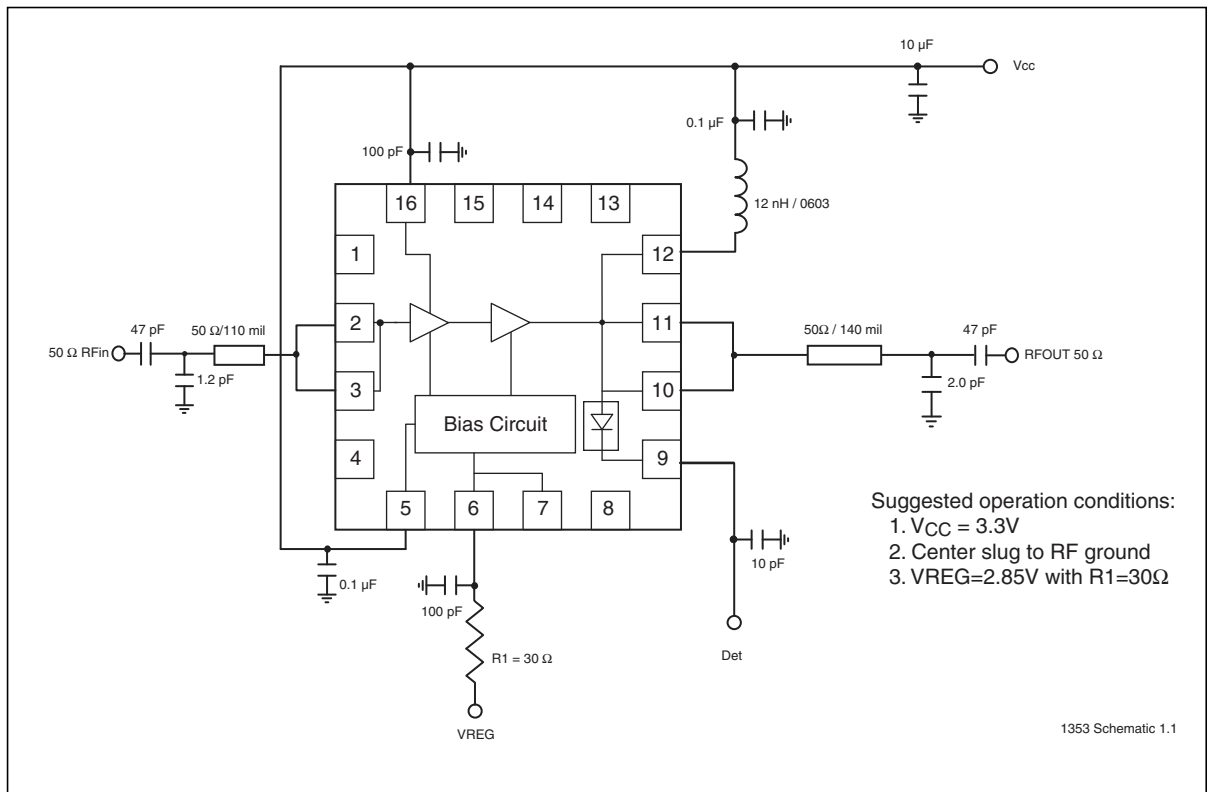 10 µF
Vcc
0.1 µF
100 pF
12 nH / 0603
16
15
14
13
1
12
2
11
47 pF
50 Ω/110 mil
50Ω / 140 mil
47 pF
50 Ω RFin
RFOUT 50 Ω
1.2 pF
3
10
2.0 pF
Bias Circuit
4
9
5
6
7
8
Suggested operation conditions:
1. VCC = 3.3V
2. Center slug to RF ground
3. VREG=2.85V with R1=30Ω
0.1 µF
10 pF
100 pF
R1 = 30 Ω
Det
VREG
1353 Schematic 1.1